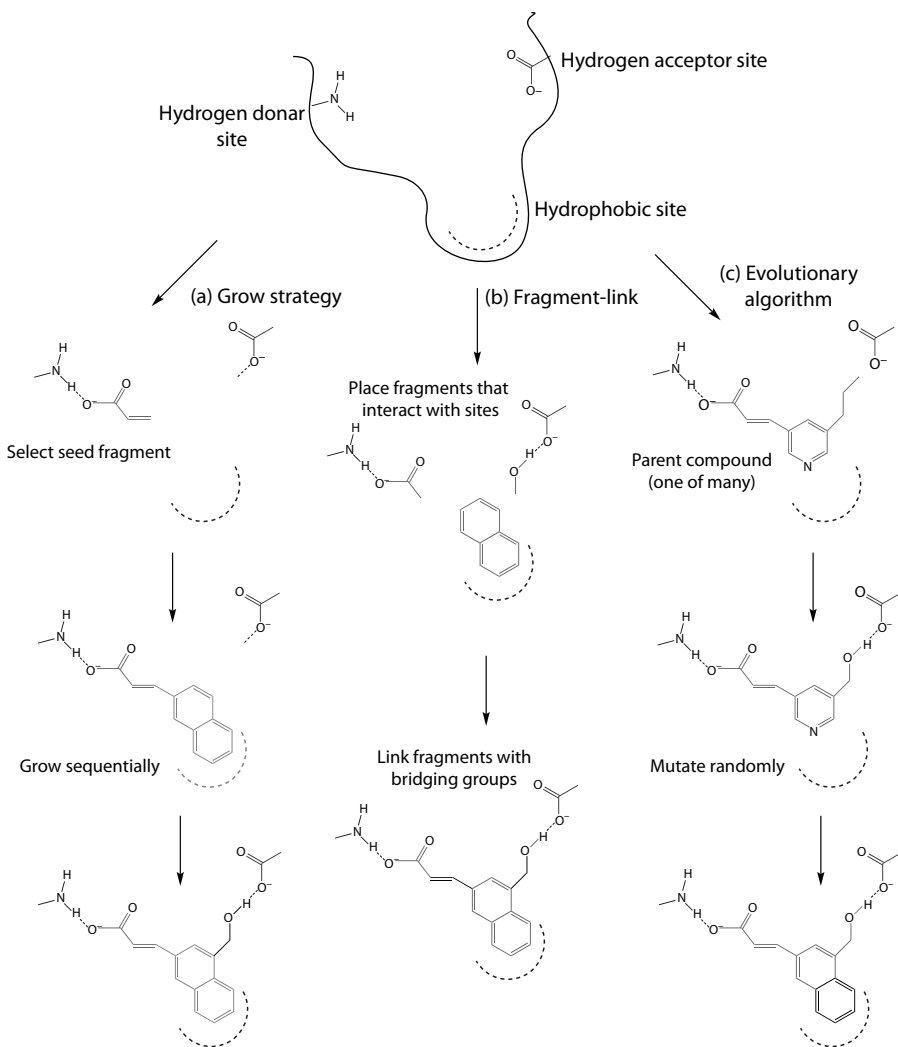 Hydrogen acceptor site
Hydrogen donar
site
Hydrophobic site
(a) Grow strategy
(b) Fragment-link
(c) Evolutionary
algorithm
Select seed fragment
Place fragments that
interact with sites
Parent compound
(one of many)
Grow sequentially
Link fragments with
bridging groups
Mutate randomly
O
O–
H
N
H
O
O–
H
N
H
O
O–
O
O–
H
N
H
O
O–
H
O
O
O–
H
N
H
O
O–
N
O
O–
H
N
H
O
O–
O
O–
H
O
H
N
H
O
O–
N
O
O–
H
O
H
N
H
O
O–
O
O–
H
O
H
N
H
O
O–
O
O–
H
O
H
N
H
O
O–